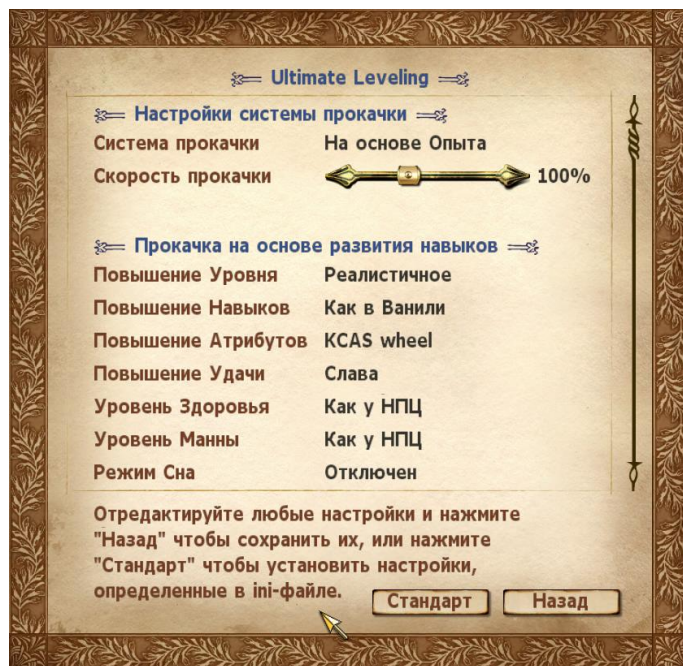 Ultimate Leveling
Настройки системы прокачки
Система прокачки На основе Опыта
Скорость прокачки 100%
Прокачка на основе развития навыков
Повышение Уровня Реалистичное
Повышение Навыков Как в Ванили
Повышение Атрибутов KCAS wheel
Повышение Удачи Слава
Уровень Здоровья Как у НПЦ
Уровень Манны Как у НПЦ
Режим Сна Отключен
Отредактируйте любые настройки и нажмите
"Назад" чтобы сохранить их, или нажмите
"Стандарт" чтобы установить настройки,
определенные в ini-файле.
Стандарт Назад